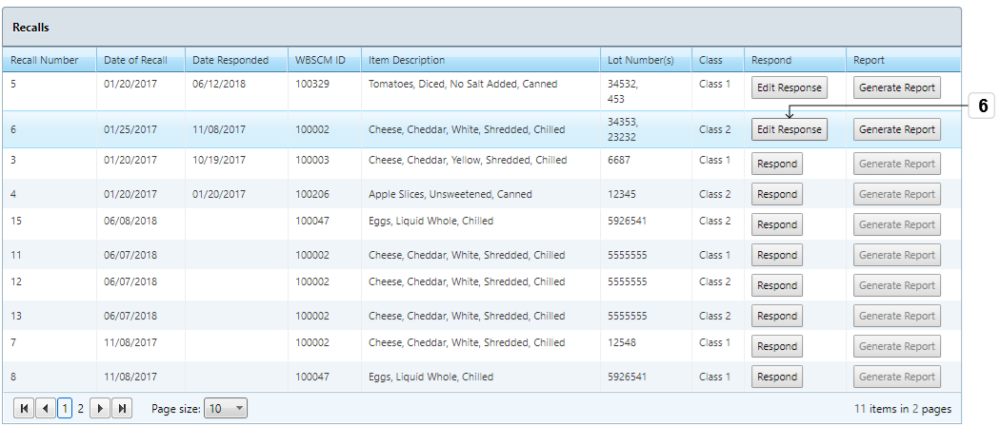 Recalls
Recall Number Date of Recall Date Responded WBSCM ID Item Description Lot Number(s) Class Respond Report
5 01/20/2017 06/12/2018 100329 Tomatoes, Diced, No Salt Added, Canned 34532, Class 1 Edit Response Generate Report
453
6
6 01/25/2017 11/08/2017 100002 Cheese, Cheddar, White, Shredded, Chilled 34353, Class 2 Edit Response Generate Report
23232
3 01/20/2017 10/19/2017 100003 Cheese, Cheddar, Yellow, Shredded, Chilled 6687 Class 1 Respond Generate Report
4 01/20/2017 01/20/2017 100206 Apple Slices, Unsweetened, Canned 12345 Class 2 Respond Generate Report
15 06/08/2018 100047 Eggs, Liquid Whole, Chilled 5926541 Class 2 Respond Generate Report
11 06/07/2018 100002 Cheese, Cheddar, White, Shredded, Chilled 5555555 Class 1 Respond Generate Report
12 06/07/2018 100002 Cheese, Cheddar, White, Shredded, Chilled 5555555 Class 2 Respond Generate Report
13 06/07/2018 100002 Cheese, Cheddar, White, Shredded, Chilled 5555555 Class 2 Respond Generate Report
7 11/08/2017 100002 Cheese, Cheddar, White, Shredded, Chilled 12548 Class 1 Respond Generate Report
8 11/08/2017 100047 Eggs, Liquid Whole, Chilled 5926541 Class 1 Respond Generate Report
1 2 Page size: 10 11 items in 2 pages